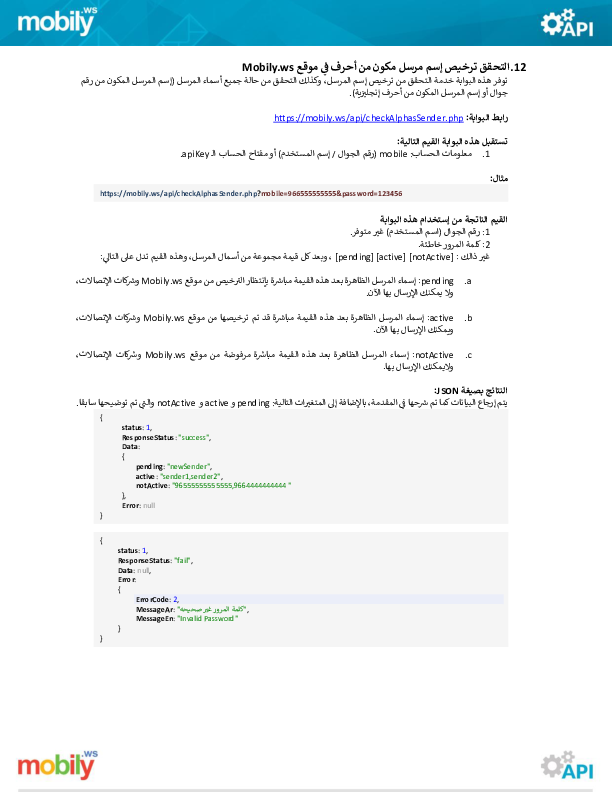 mobily.ws
API
12. التحقق ترخيص إسم مرسل مكون من أحرف في موقع Mobily.ws
توفر هذه البوابة خدمة التحقق من ترخيص إسم المرسل، وكذلك التحقق من حالة جميع أسماء المرسل (إسم المرسل المكون من رقم
جوال أو إسم المرسل المكون من أحرف إنجليزية).
رابط البوابة: https://mobily.ws/api/checkAlphasSender.php
تستقبل هذه البوابة القيم التالية:
1. معلومات الحساب: mobile (رقم الجوال / إسم المستخدم) أو مفتاح الحساب الـ apiKey.
مثال:
https://mobily.ws/api/checkAlphasSender.php?mobile=966555555555&password=123456
القيم الناتجة من إستخدام هذه البوابة
1: رقم الجوال (اسم المستخدم) غير متوفر.
2: كلمة المرور خاطئة.
غير ذالك : [pending] [active] [notActive] ، وبعد كل قيمة مجموعة من أسمال المرسل، وهذه القيم تدل على التالي:
a. pending: إسماء المرسل الظاهرة بعد هذه القيمة مباشرة بإنتظار الترخيص من موقع Mobily.ws وشركات الإتصالات،
ولا يمكنك الإرسال بها الآن.
b. active: إسماء المرسل الظاهرة بعد هذه القيمة مباشرة قد تم ترخيصها من موقع Mobily.ws وشركات الإتصالات،
ويمكنك الإرسال بها الآن.
c. notActive: إسماء المرسل الظاهرة بعد هذه القيمة مباشرة مرفوضة من موقع Mobily.ws وشركات الإتصالات،
ولايمكنك الإرسال بها.
النتائج بصيغة JSON:
يتم إرجاع البيانات كما تم شرحها في المقدمة، بالإضافة إلى المتغيرات التالية: pending و active و notActive والتي تم توضيحها سابقا.
{
status: 1,
ResponseStatus: "success",
Data:
{
pending: "newSender",
active: "sender1,sender2",
notActive: "96555555555555,9664444444444 "
},
Error: null
}
{
status: 1,
ResponseStatus: "fail",
Data: null,
Error:
{
ErrorCode: 2,
MessageAr: "كلمة المرور غير صحيحه",
MessageEn: "Invalid Password"
}
}
mobily.ws
API